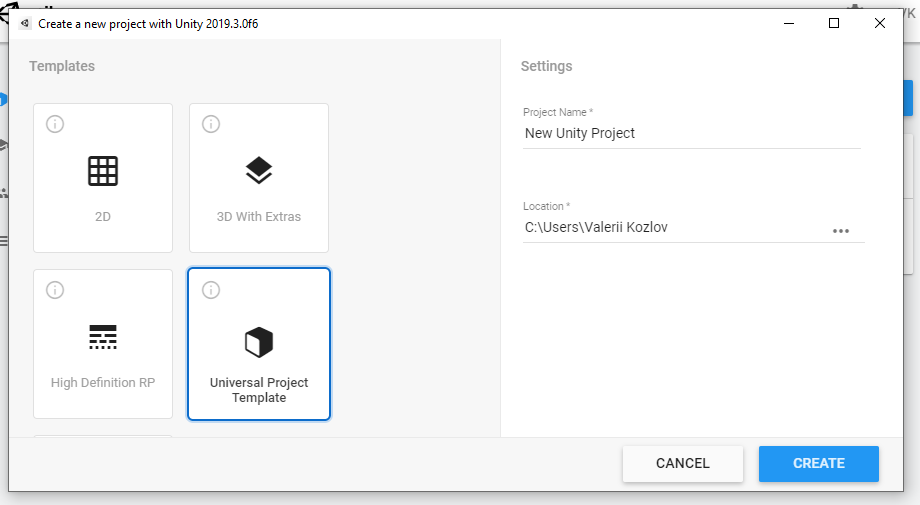 Create a new project with Unity 2019.3.0f6
Templates
2D
3D With Extras
High Definition RP
Universal Project
Template
Settings
Project Name *
New Unity Project
Location *
C:\Users\Valerii Kozlov
CANCEL
CREATE